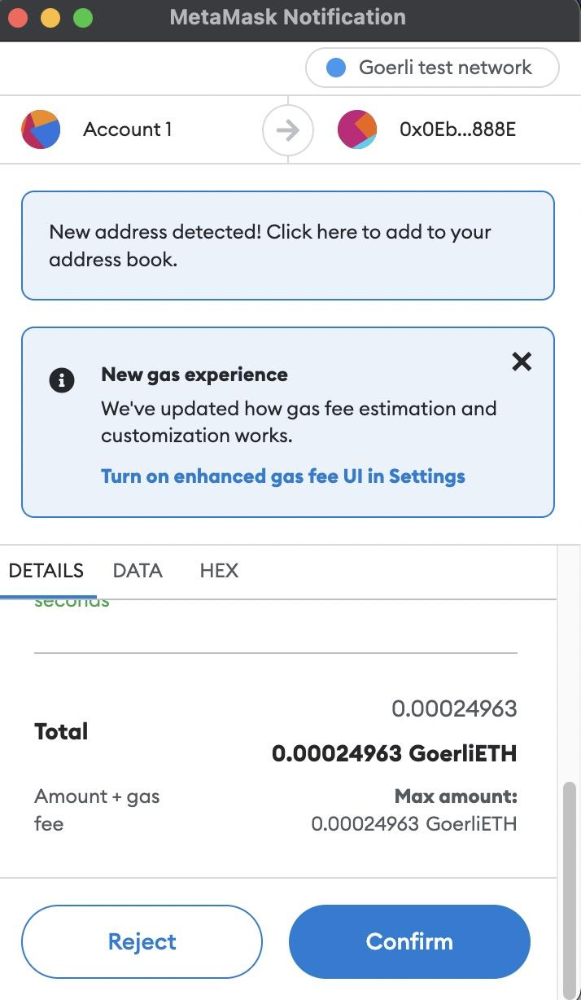 MetaMask Notification
Goerli test network
Account 1
0x0Eb...888E
New address detected! Click here to add to your
address book.
New gas experience
We've updated how gas fee estimation and
customization works.
Turn on enhanced gas fee UI in Settings
DETAILS DATA HEX
seconds
0.00024963
Total
0.00024963 GoerliETH
Amount + gas
fee
Max amount:
0.00024963 GoerliETH
Reject
Confirm